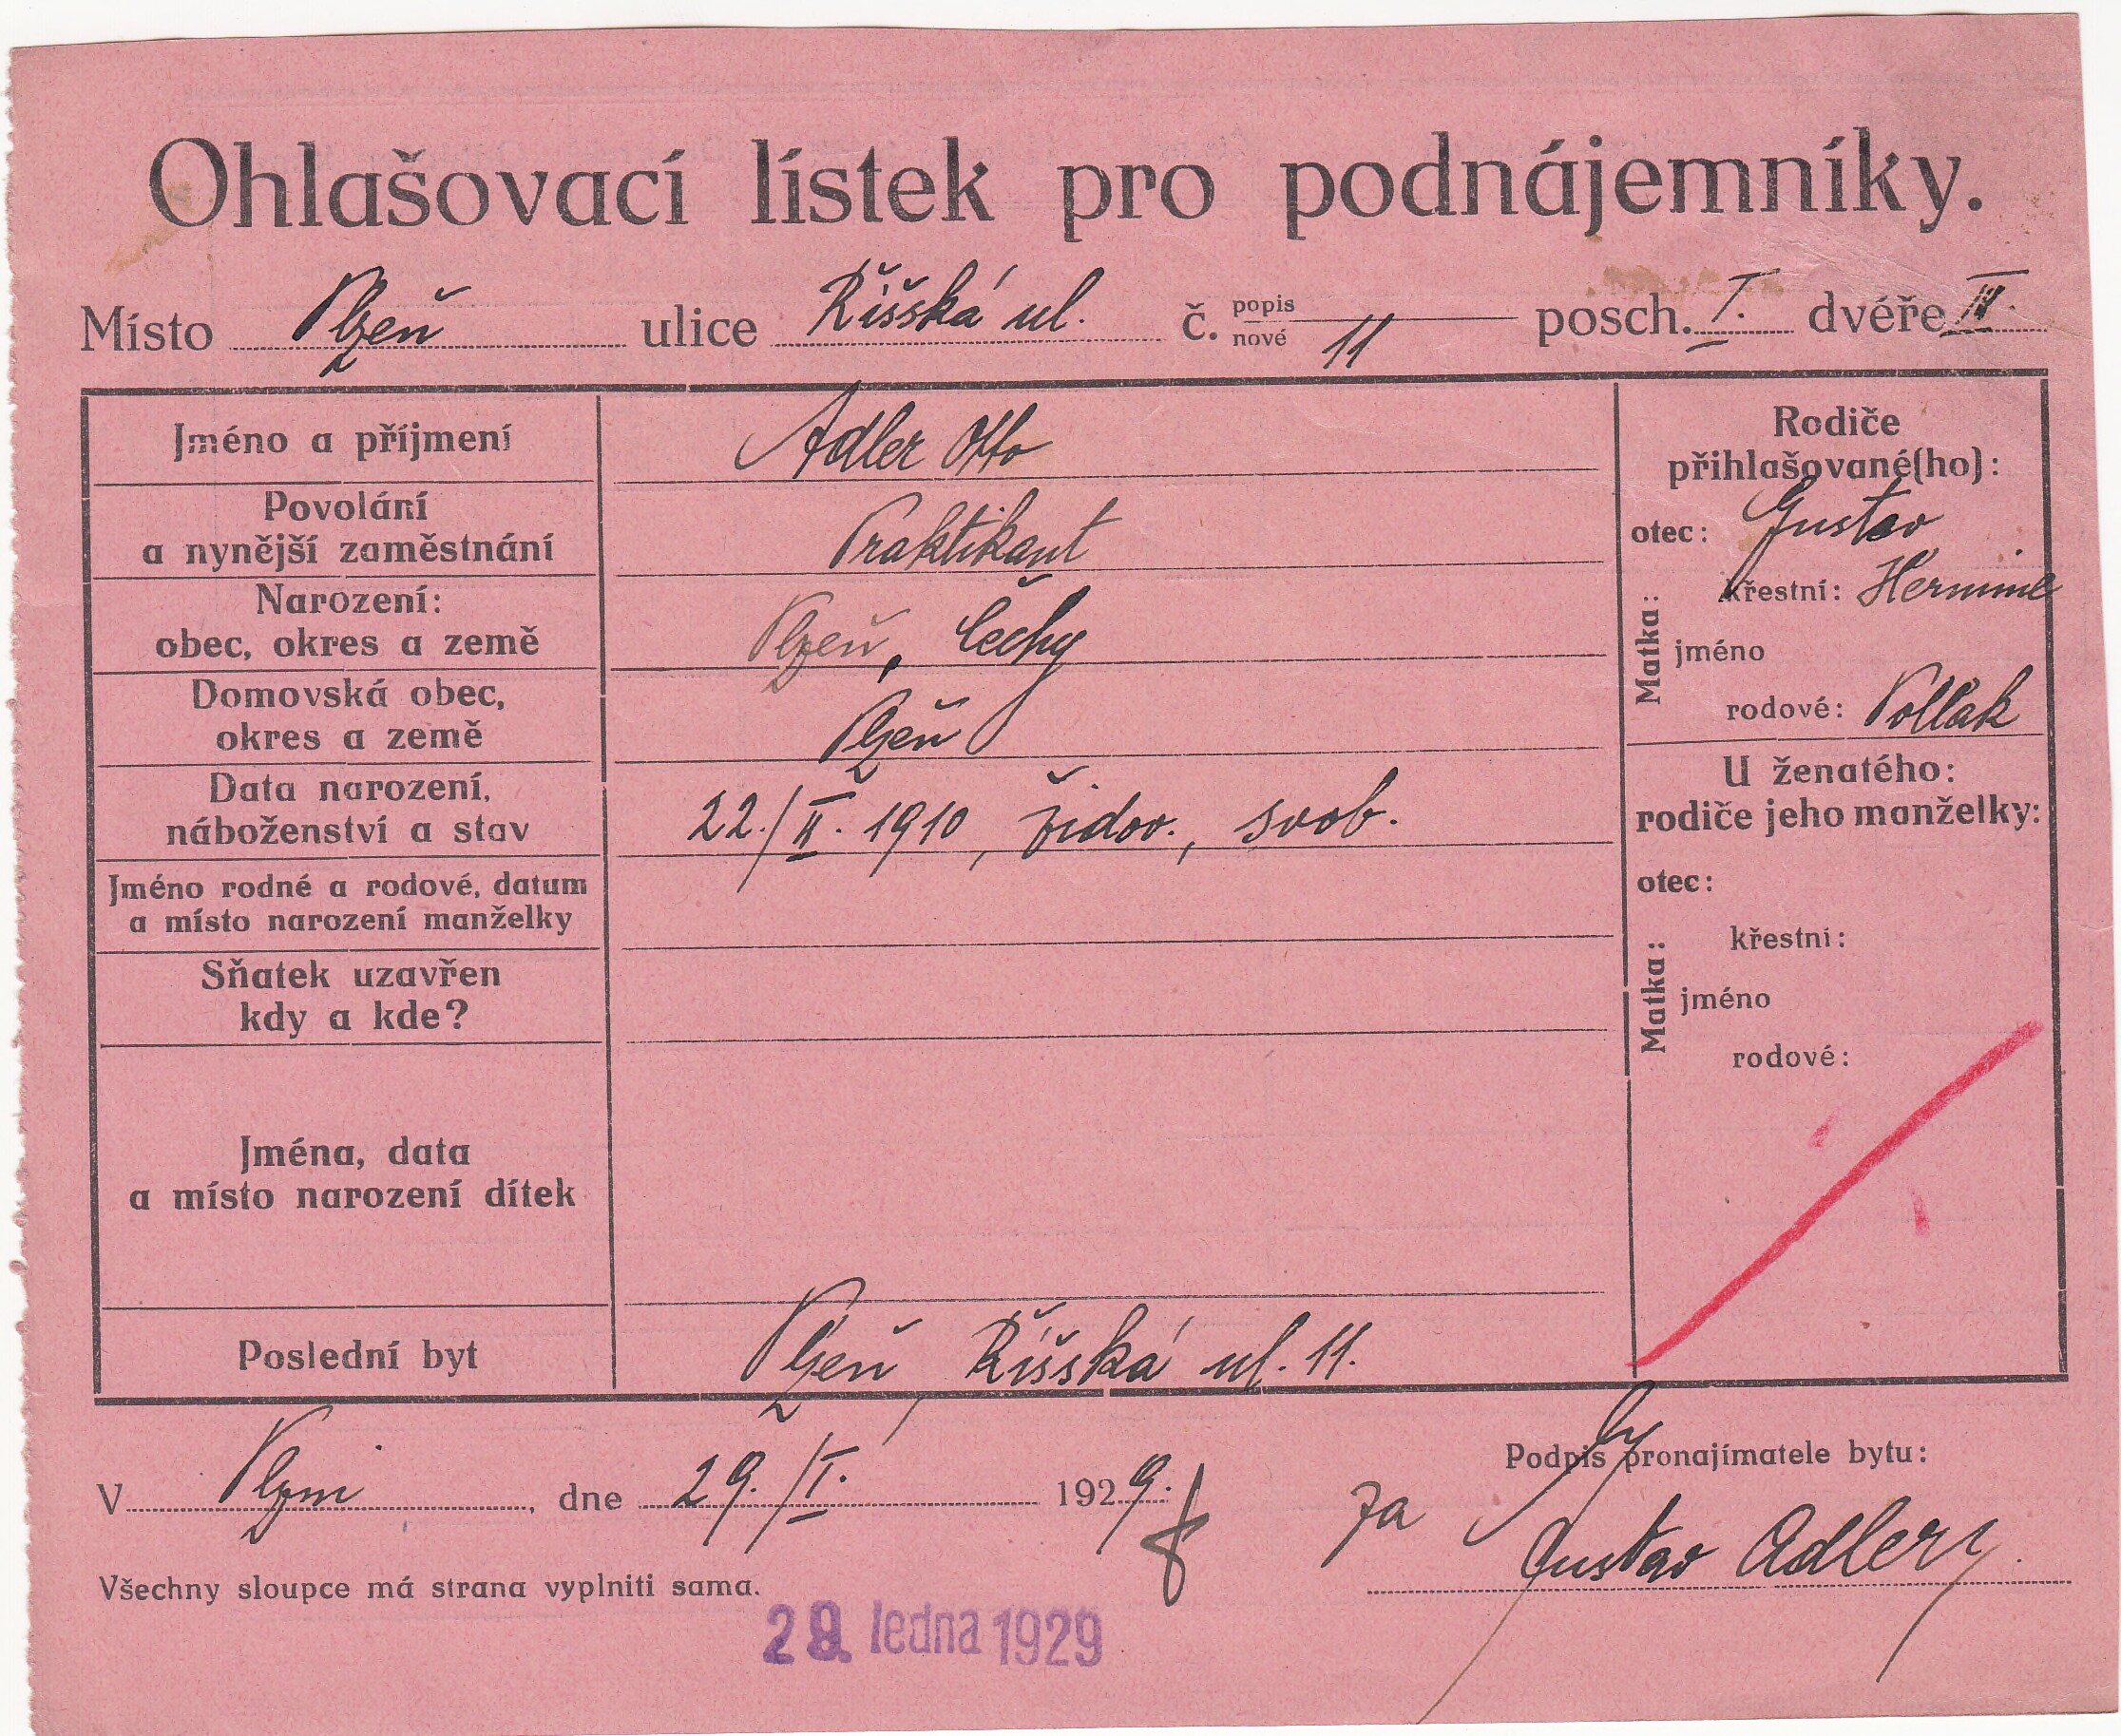 Ohlašovací lístek pro podnájemníky.
Místo Plzeň ulice Říšská ul. č. popis nové 11 posch. I. dvéře III.
Jméno a příjmení Adler Otto
Povolání
a nynější zaměstnání Praktikant
Narození:
obec, okres a země Plzeň, Čechy
Domovská obec,
okres a země Plzeň
Data narození,
náboženství a stav 22./II. 1910, židov., svob.
Jméno rodné a rodové, datum
a místo narození manželky
Sňatek uzavřen
kdy a kde?
Jména, data
a místo narození dítek
Poslední byt Plzeň, Říšská ul. 11.
Rodiče
přihlašované(ho):
otec: Gustav
Matka: křestní: Hermine
jméno
rodové: Pollak
U ženatého:
rodiče jeho manželky:
otec:
Matka: křestní:
jméno
rodové:
V Plzni, dne 29./I. 1929.
Podpis pronajímatele bytu:
za Gustav Adler
Všechny sloupce má strana vyplniti sama.
29. ledna 1929